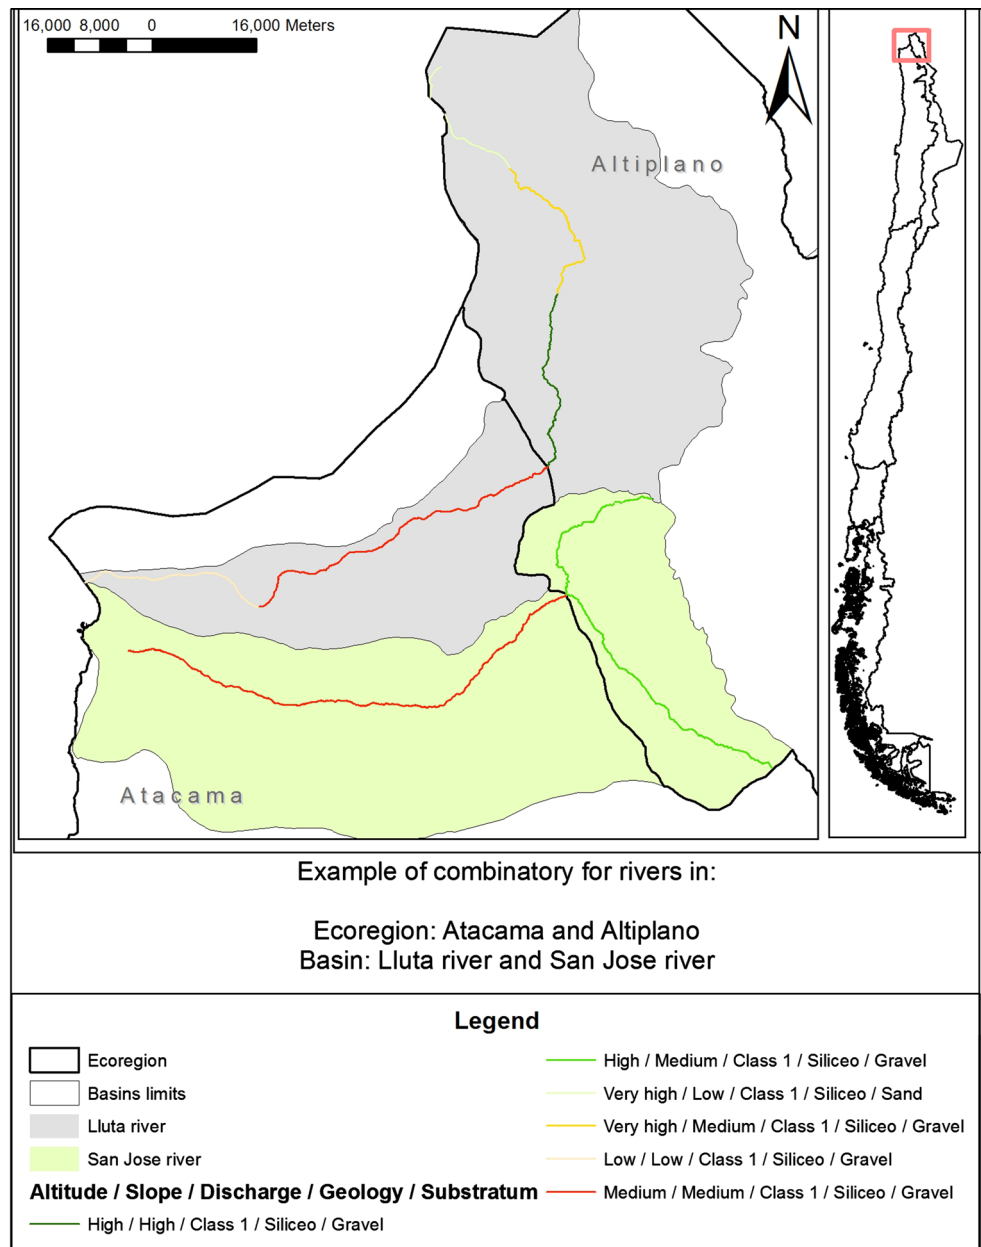 16,000 8,000 0 16,000 Meters
N
Altiplano
Atacama
Example of combinatory for rivers in:
Ecoregion: Atacama and Altiplano
Basin: Lluta river and San Jose river
Legend
Ecoregion
Basins limits
Lluta river
San Jose river
Altitude / Slope / Discharge / Geology / Substratum
High / High / Class 1 / Siliceo / Gravel
High / Medium / Class 1 / Siliceo / Gravel
Very high / Low / Class 1 / Siliceo / Sand
Very high / Medium / Class 1 / Siliceo / Gravel
Low / Low / Class 1 / Siliceo / Gravel
Medium / Medium / Class 1 / Siliceo / Gravel